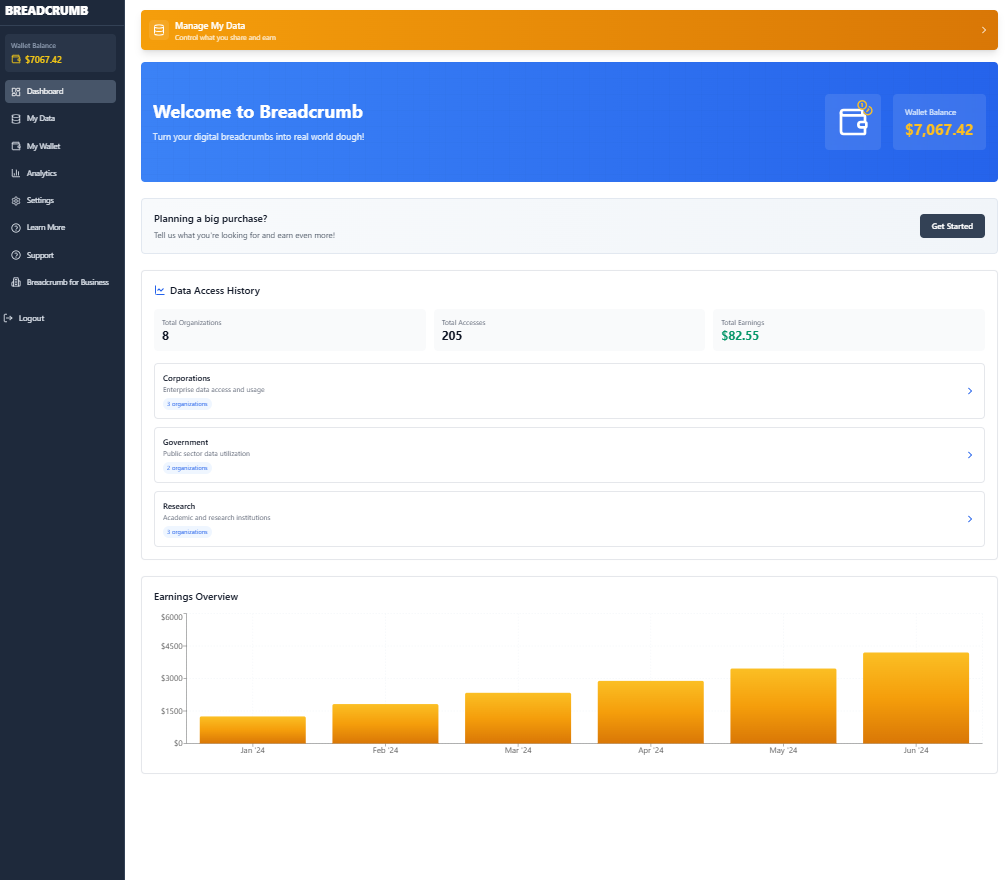 BREADCRUMB
Wallet Balance
$7067.42
Dashboard
My Data
My Wallet
Analytics
Settings
Learn More
Support
Breadcrumb for Business
Logout
Manage My Data
Control what you share and earn
Welcome to Breadcrumb
Turn your digital breadcrumbs into real world dough!
Wallet Balance
$7,067.42
Planning a big purchase?
Tell us what you're looking for and earn even more!
Get Started
Data Access History
Total Organizations
8
Total Accesses
205
Total Earnings
$82.55
Corporations
Enterprise data access and usage
3 organizations
Government
Public sector data utilization
2 organizations
Research
Academic and research institutions
3 organizations
Earnings Overview
$6000
$4500
$3000
$1500
$0
Jan '24
Feb '24
Mar '24
Apr '24
May '24
Jun '24